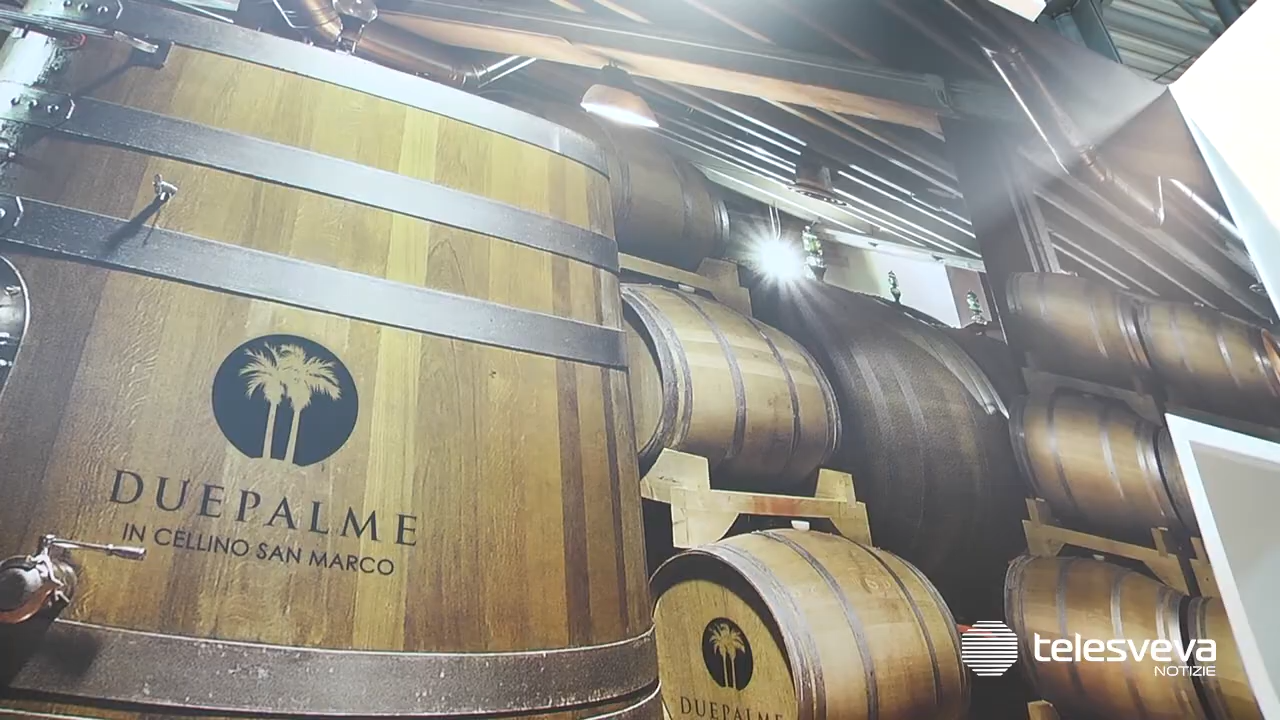 DUEPALME
IN CELLINO SAN MARCO
DUEPALME
telesveva
NOTIZIE